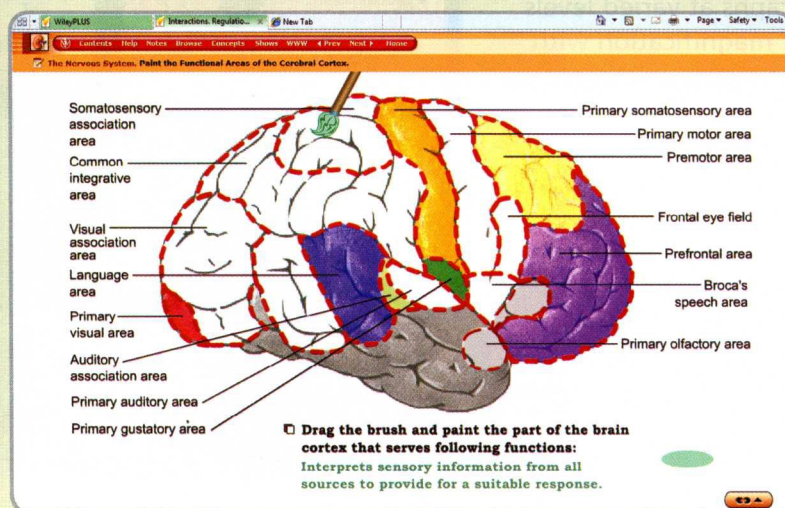 WileyPLUS
Interactions. Regulatio...
New Tab
Page
Safety
Tools
Contents Help Notes Browse Concepts Shows WWW Prev Next Home
The Nervous System. Paint the Functional Areas of the Cerebral Cortex.
Somatosensory
association
area
Common
integrative
area
Visual
association
area
Language
area
Primary
visual area
Auditory
association area
Primary auditory area
Primary gustatory area
Primary somatosensory area
Primary motor area
Premotor area
Frontal eye field
Prefrontal area
Broca's
speech area
Primary olfactory area
Drag the brush and paint the part of the brain
cortex that serves following functions:
Interprets sensory information from all
sources to provide for a suitable response.